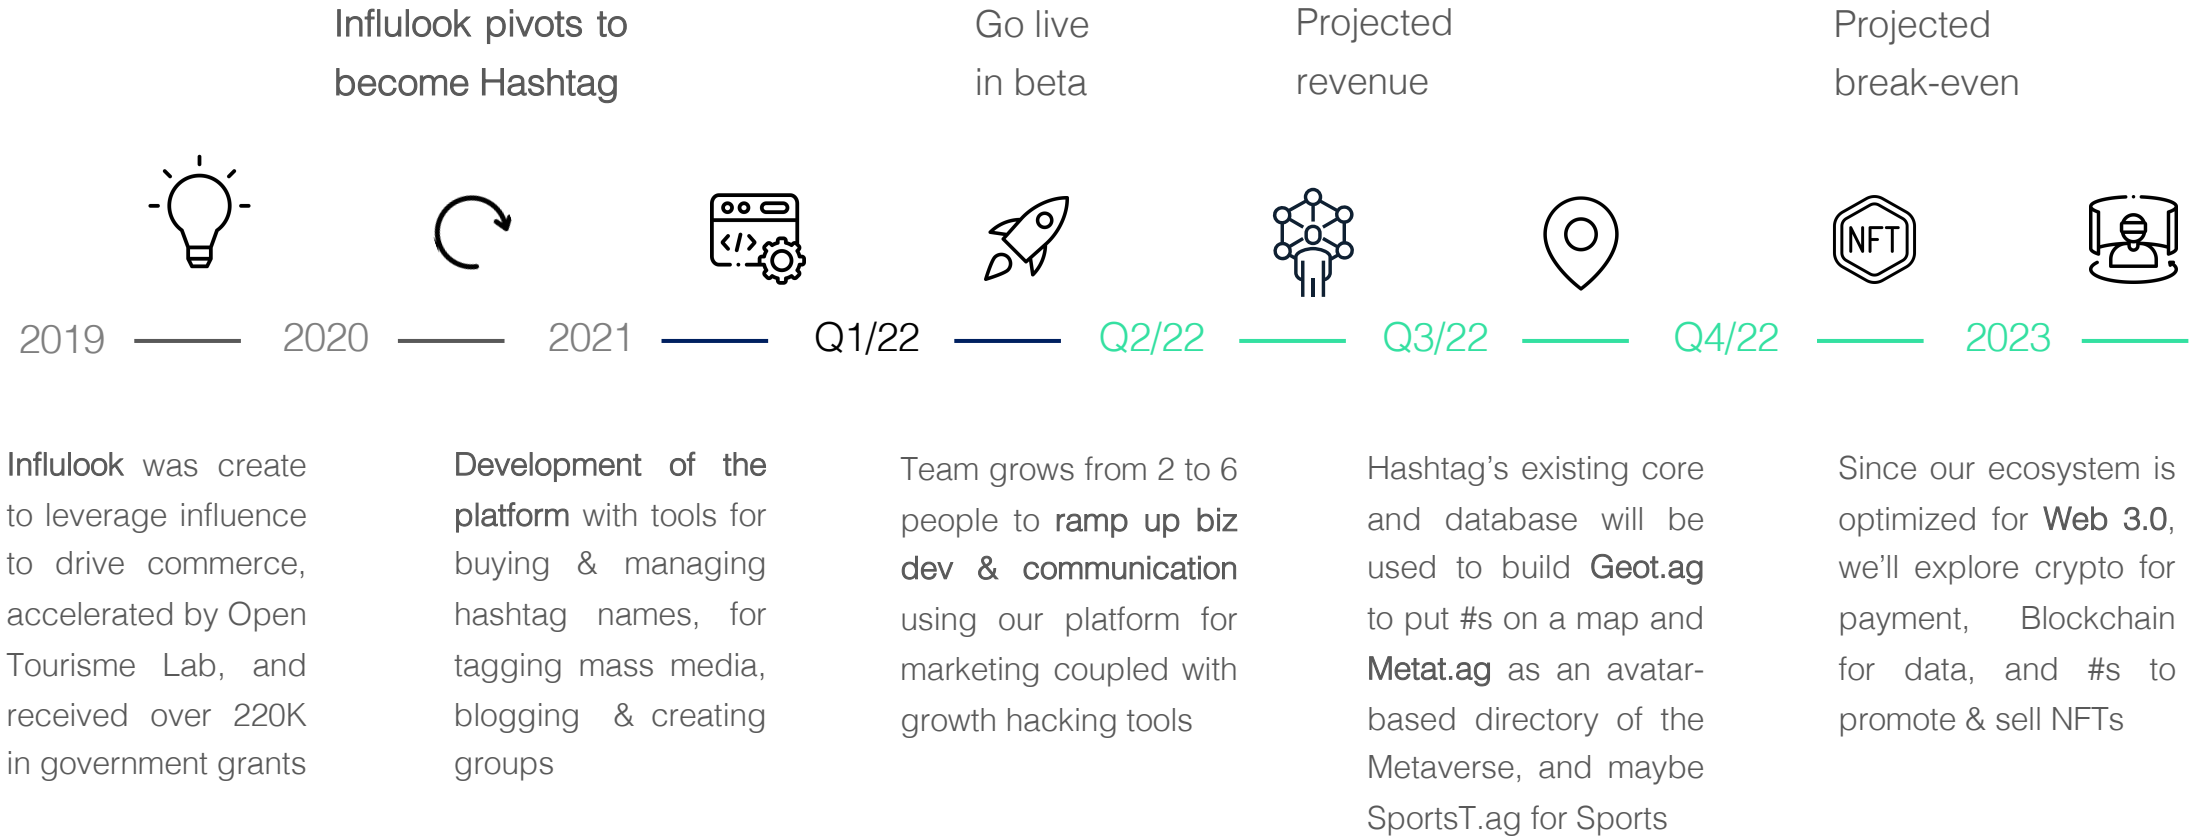 Influlook pivots to
become Hashtag
Go live
in beta
Projected
revenue
Projected
break-even
NFT
2019
2020
2021
Q1/22
Q2/22
Q3/22
Q4/22
2023
Influlook was create
to leverage influence
to drive commerce,
accelerated by Open
Tourisme Lab, and
received over 220K
in government grants
Development of the
platform with tools for
buying & managing
hashtag names, for
tagging mass media,
blogging & creating
groups
Team grows from 2 to 6
people to ramp up biz
dev & communication
using our platform for
marketing coupled with
growth hacking tools
Hashtag’s existing core
and database will be
used to build Geot.ag
to put #s on a map and
Metat.ag as an avatar-
based directory of the
Metaverse, and maybe
SportsT.ag for Sports
Since our ecosystem is
optimized for Web 3.0,
we’ll explore crypto for
payment, Blockchain
for data, and #s to
promote & sell NFTs